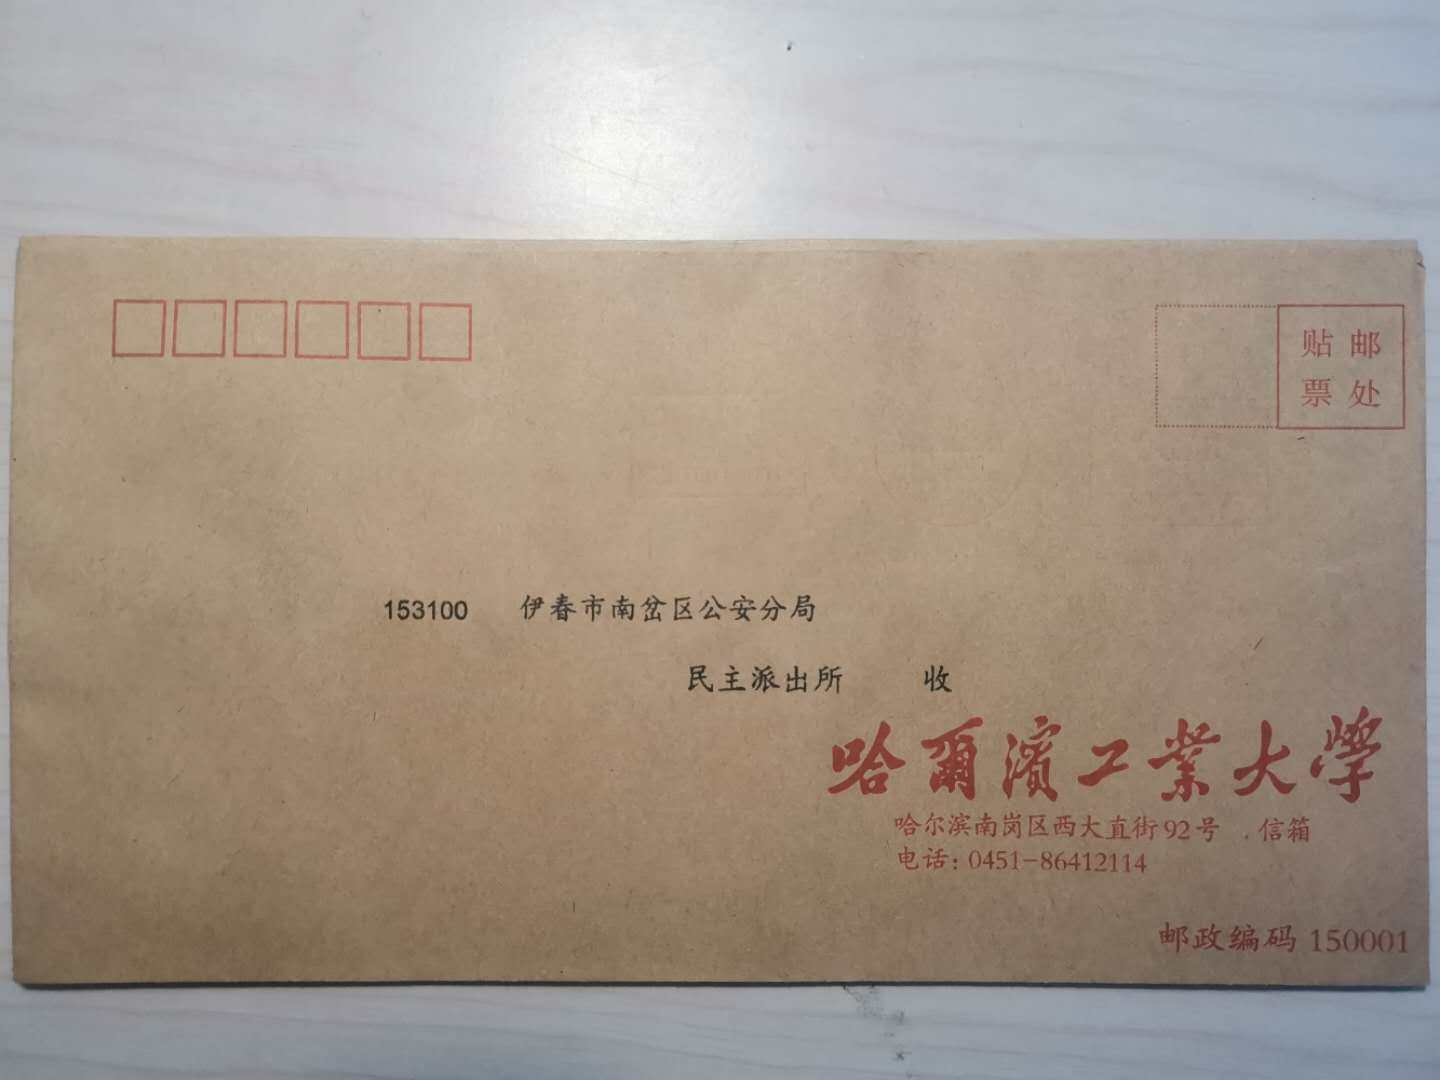 贴 邮
票 处
153100 伊春市南岔区公安分局
民主派出所 收
哈爾濱工業大學
哈尔滨南岗区西大直街92号 . 信箱
电话: 0451-86412114
邮政编码 150001